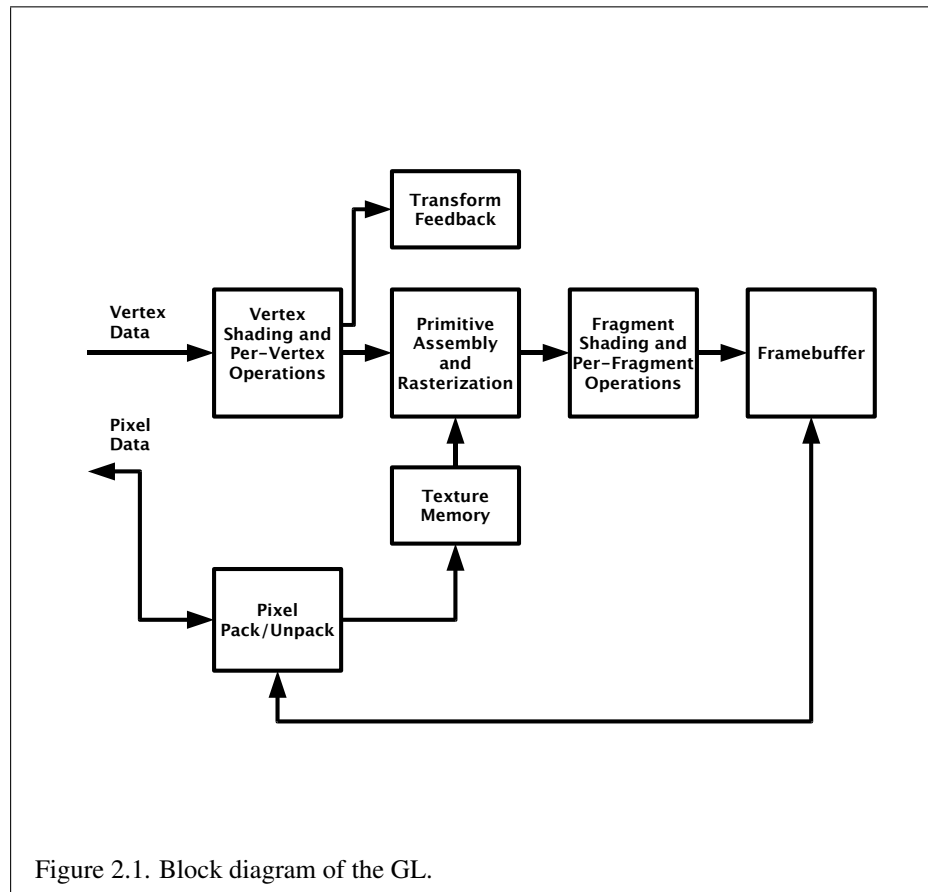 Transform
Feedback
Vertex
Data
Vertex
Shading and
Per-Vertex
Operations
Primitive
Assembly
and
Rasterization
Fragment
Shading and
Per-Fragment
Operations
Framebuffer
Pixel
Data
Texture
Memory
Pixel
Pack/Unpack
Figure 2.1. Block diagram of the GL.